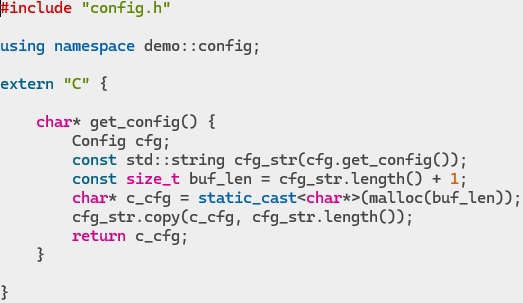 #include "config.h"

using namespace demo::config;

extern "C" {

    char* get_config() {
        Config cfg;
        const std::string cfg_str(cfg.get_config());
        const size_t buf_len = cfg_str.length() + 1;
        char* c_cfg = static_cast<char*>(malloc(buf_len));
        cfg_str.copy(c_cfg, cfg_str.length());
        return c_cfg;
    }

}